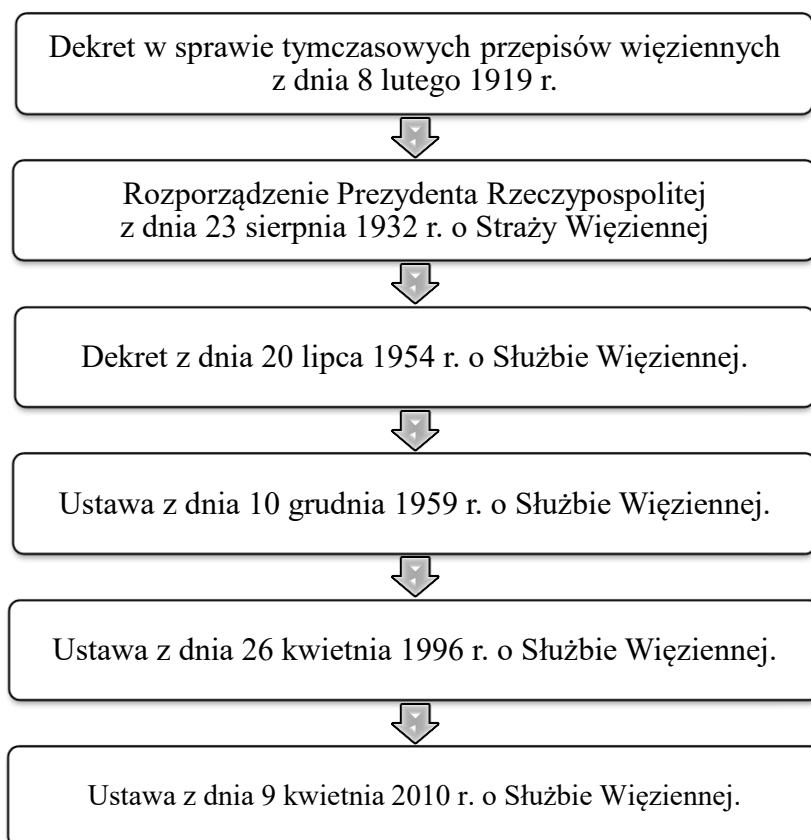 Dekret w sprawie tymczasowych przepisów więziennych
z dnia 8 lutego 1919 r.
Rozporządzenie Prezydenta Rzeczypospolitej
z dnia 23 sierpnia 1932 r. o Straży Więziennej
Dekret z dnia 20 lipca 1954 r. o Służbie Więziennej.
Ustawa z dnia 10 grudnia 1959 r. o Służbie Więziennej.
Ustawa z dnia 26 kwietnia 1996 r. o Służbie Więziennej.
Ustawa z dnia 9 kwietnia 2010 r. o Służbie Więziennej.